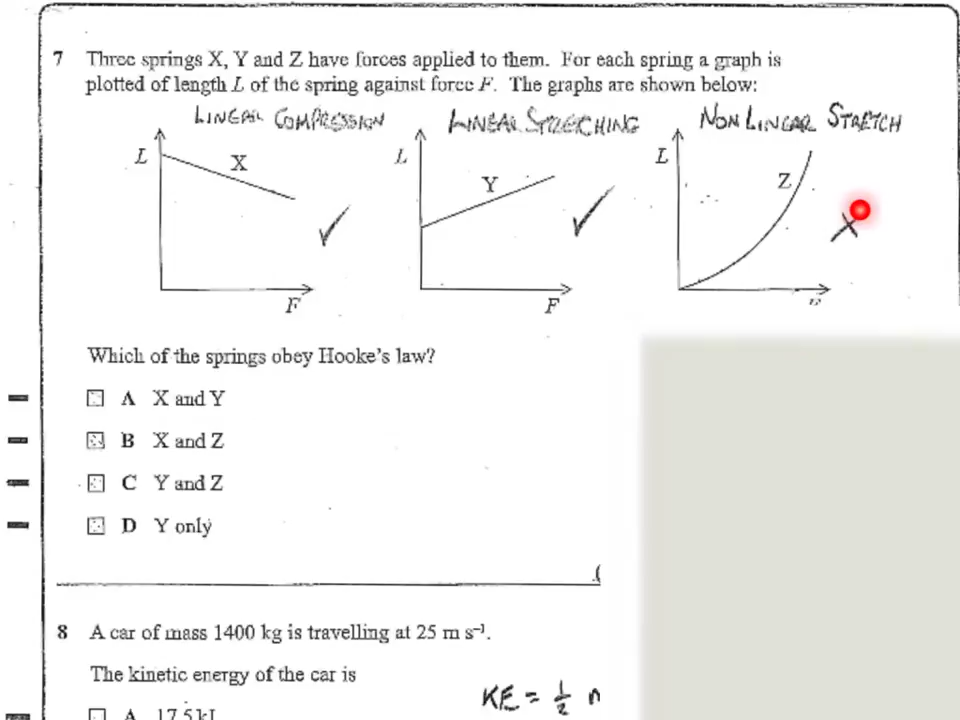 7 Three springs X, Y and Z have forces applied to them. For each spring a graph is
plotted of length L of the spring against force F. The graphs are shown below:
LINEAR COMPRESSION LINEAR STRETCHING NON LINEAR STRETCH
L X L Y L Z
F F
Which of the springs obey Hooke's law?
A X and Y
B X and Z
C Y and Z
D Y only
8 A car of mass 1400 kg is travelling at 25 m s⁻¹.
The kinetic energy of the car is
KE = ½
A 17.5 kJ